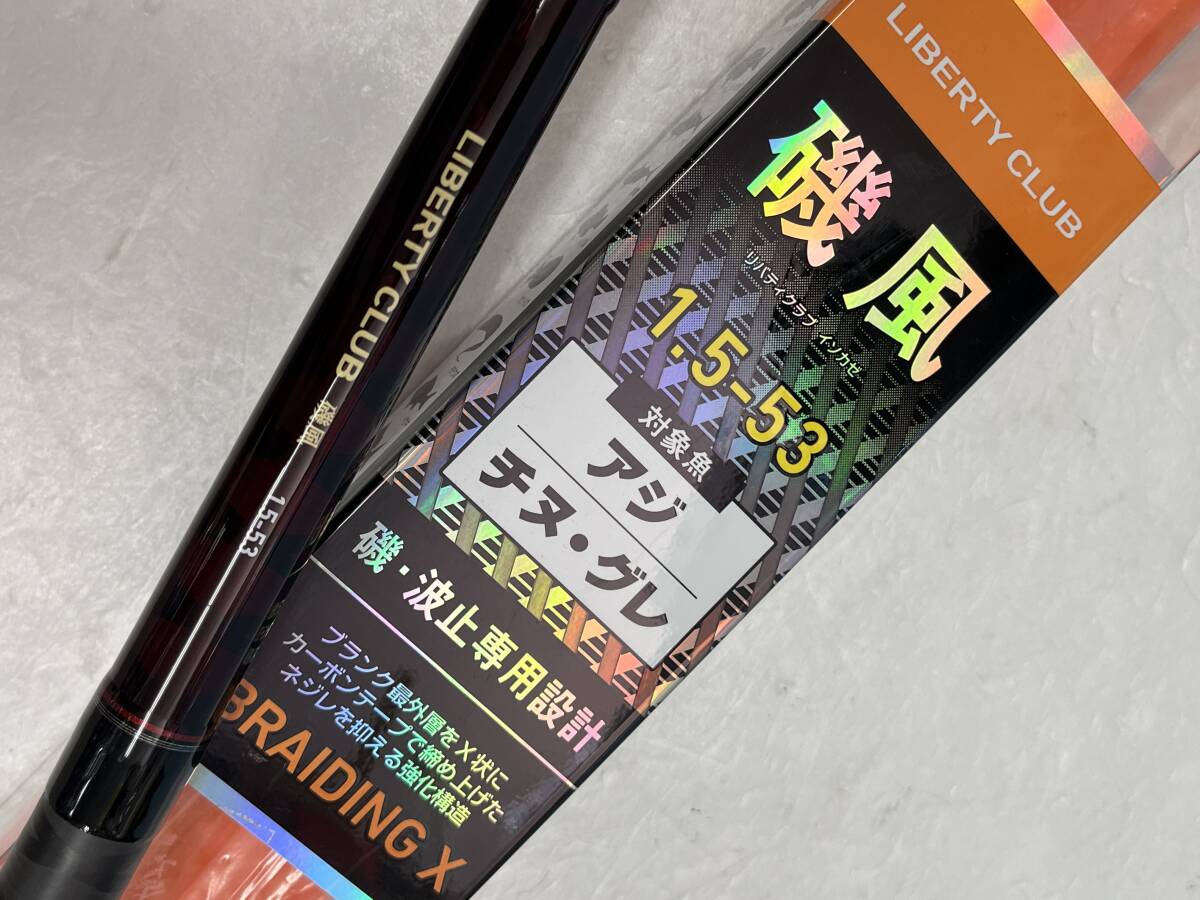 LIBERTY CLUB 磯風 1.5-53
LIBERTY CLUB
磯風
リバティクラブ イソカゼ
1.5-53
対象魚
アジ
チヌ・グレ
磯・波止専用設計
ブランク最外層をX状に
カーボンテープで締め上げた
ネジレを抑える強化構造
BRAIDING X